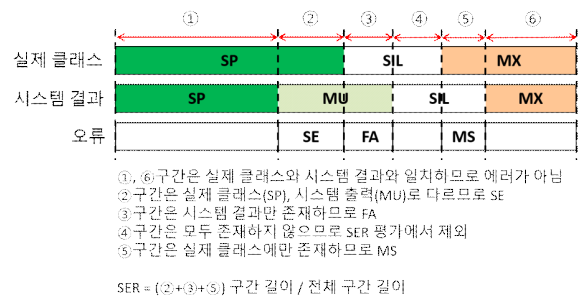 ① ② ③ ④ ⑤ ⑥
실제 클래스 SP SIL MX
시스템 결과 SP MU SIL MX
오류 SE FA MS
①, ⑥구간은 실제 클래스와 시스템 결과와 일치하므로 에러가 아님
②구간은 실제 클래스(SP), 시스템 출력(MU)로 다르므로 SE
③구간은 시스템 결과만 존재하므로 FA
④구간은 모두 존재하지 않으므로 SER 평가에서 제외
⑤구간은 실제 클래스에만 존재하므로 MS
SER = (②+③+⑤) 구간 길이 / 전체 구간 길이